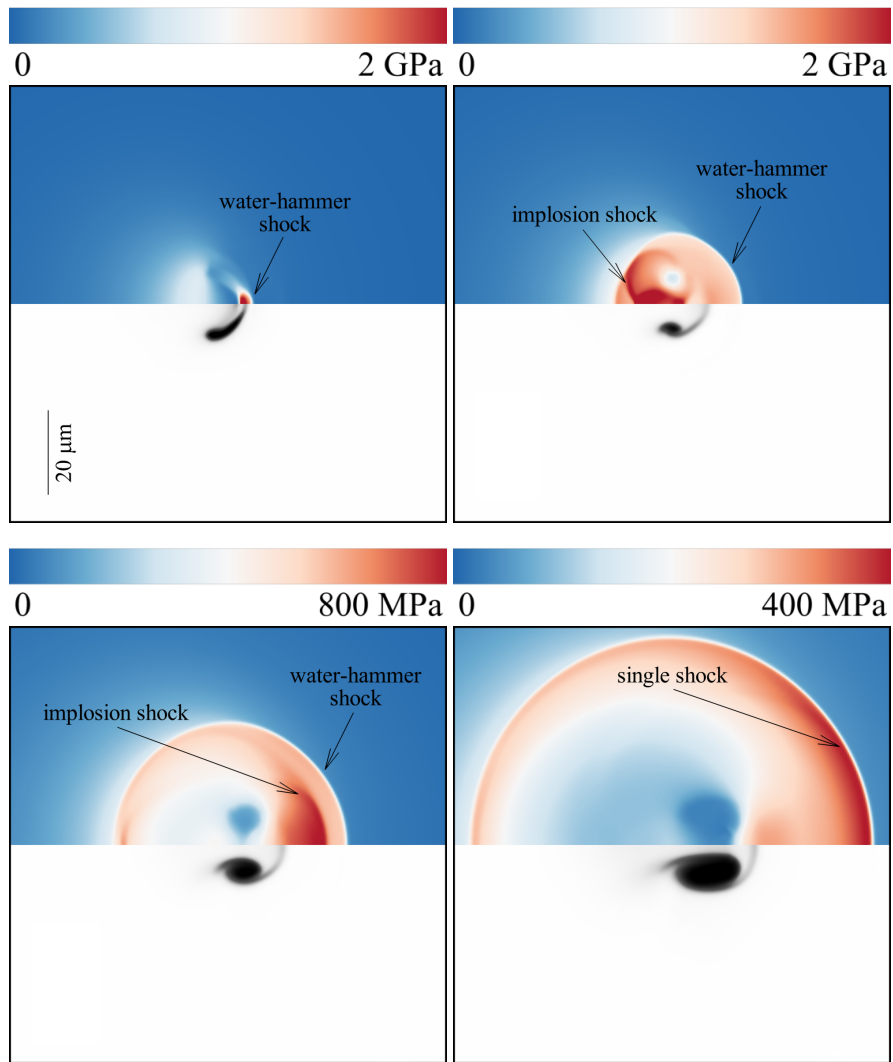 0 2 GPa
0 2 GPa
water-hammer
shock
20 μm
water-hammer
shock
implosion shock
0 800 MPa
0 400 MPa
water-hammer
shock
implosion shock
single shock